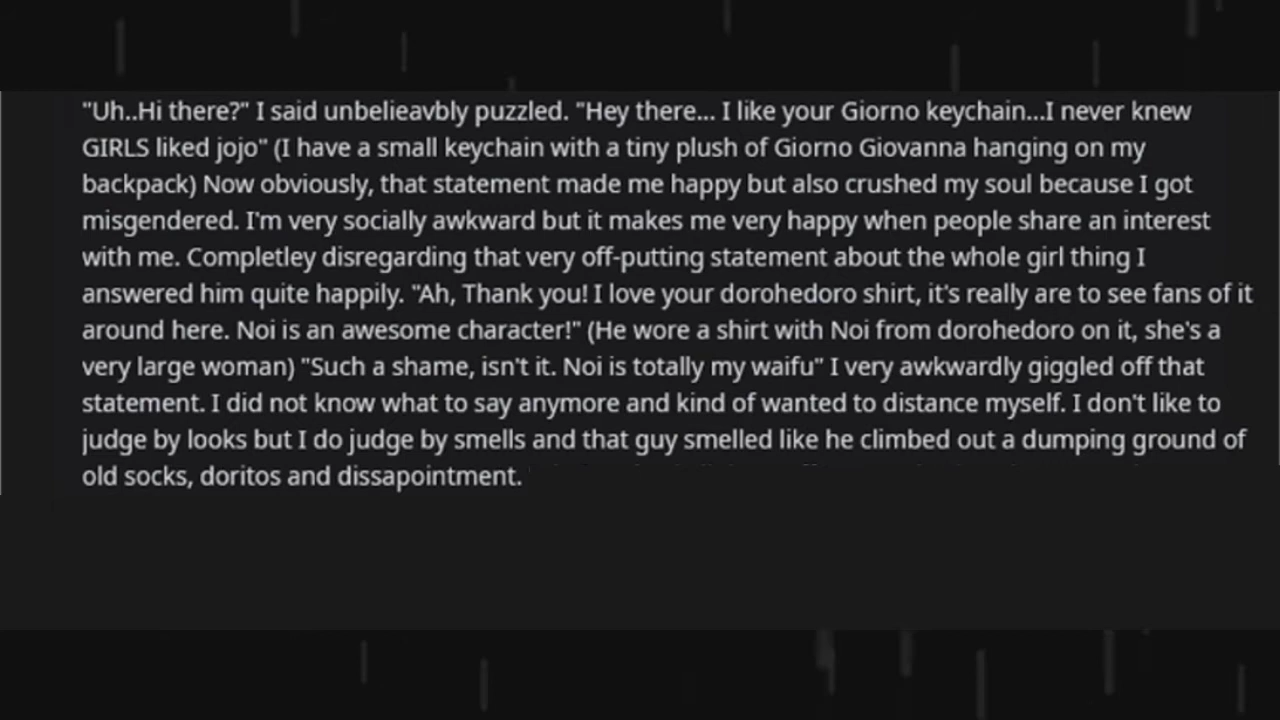 "Uh..Hi there?" I said unbelieavbly puzzled. "Hey there... I like your Giorno keychain...I never knew
GIRLS liked jojo" (I have a small keychain with a tiny plush of Giorno Giovanna hanging on my
backpack) Now obviously, that statement made me happy but also crushed my soul because I got
misgendered. I'm very socially awkward but it makes me very happy when people share an interest
with me. Completley disregarding that very off-putting statement about the whole girl thing I
answered him quite happily. "Ah, Thank you! I love your dorohedoro shirt, it's really are to see fans of it
around here. Noi is an awesome character!" (He wore a shirt with Noi from dorohedoro on it, she's a
very large woman) "Such a shame, isn't it. Noi is totally my waifu" I very awkwardly giggled off that
statement. I did not know what to say anymore and kind of wanted to distance myself. I don't like to
judge by looks but I do judge by smells and that guy smelled like he climbed out a dumping ground of
old socks, doritos and dissapointment.